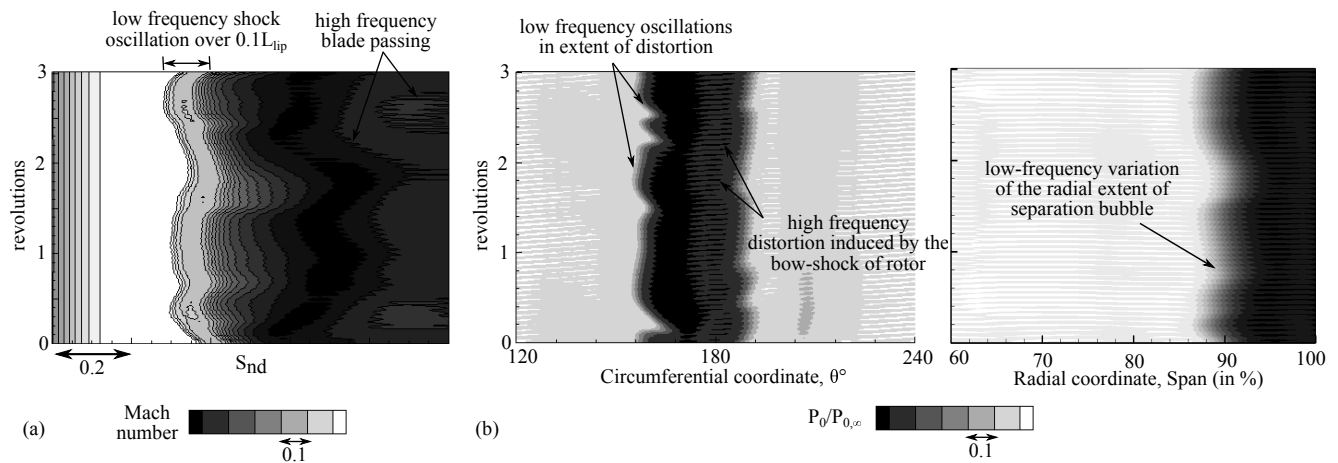 low frequency shock
oscillation over 0.1L_lip
high frequency
blade passing
3
2
1
0
revolutions
0.2
S_nd
Mach
number
0.1
(a)
low frequency oscillations
in extent of distortion
3
2
1
0
revolutions
high frequency
distortion induced by the
bow-shock of rotor
120
180
240
Circumferential coordinate, θ°
low-frequency variation
of the radial extent of
separation bubble
60
70
80
90
100
Radial coordinate, Span (in %)
(b)
P_0/P_0,∞
0.1